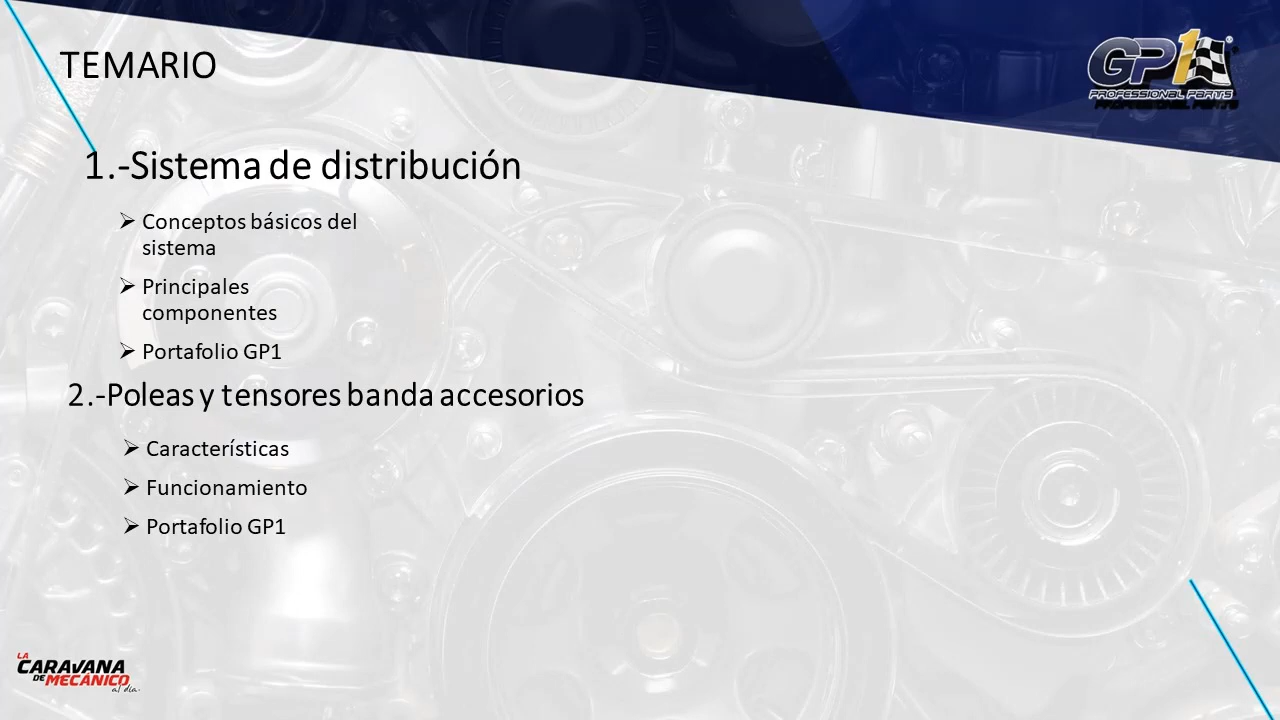 TEMARIO
GP1
PROFESSIONAL PARTS
1.-Sistema de distribución
➢ Conceptos básicos del
sistema
➢ Principales
componentes
➢ Portafolio GP1
2.-Poleas y tensores banda accesorios
➢ Características
➢ Funcionamiento
➢ Portafolio GP1
LA
CARAVANA
DE MECÁNICO
al día.